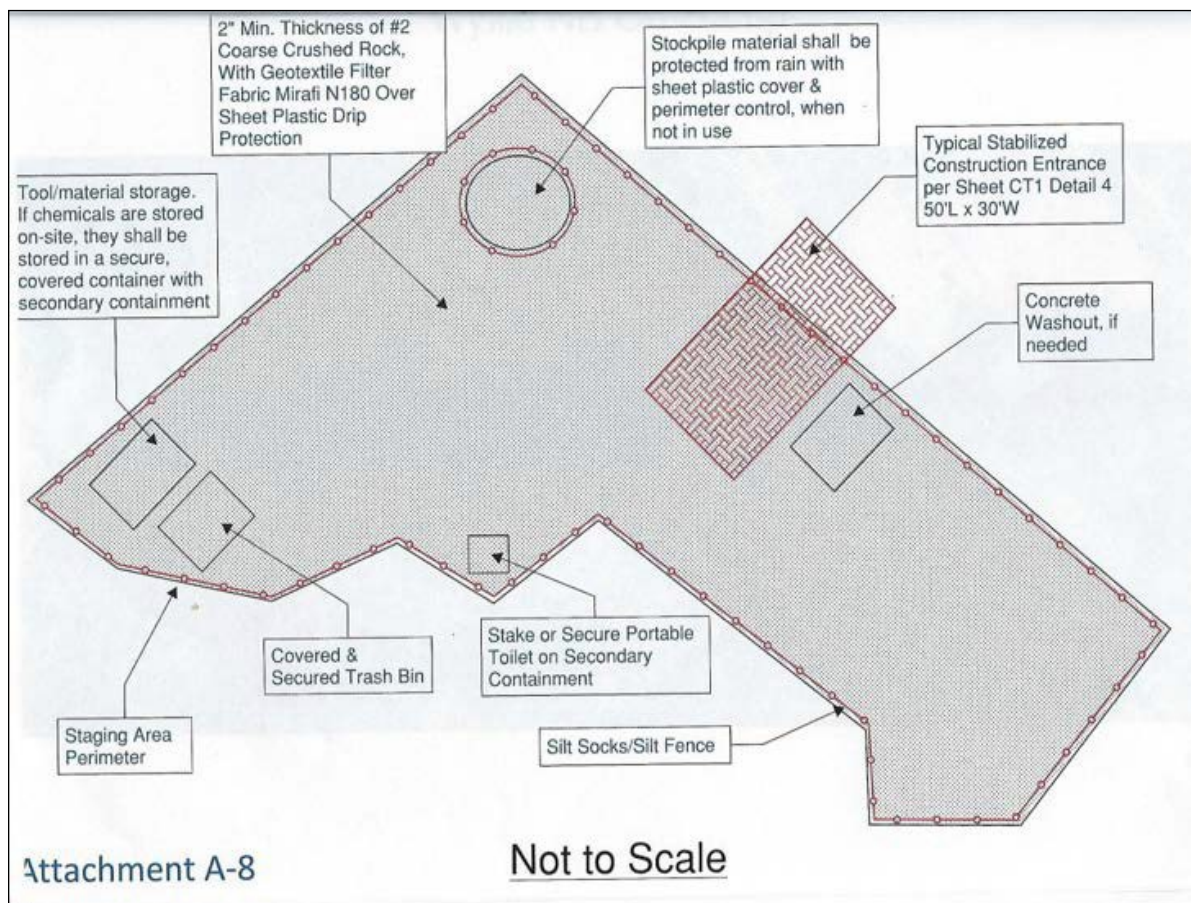 2" Min. Thickness of #2
Coarse Crushed Rock,
With Geotextile Filter
Fabric Mirafi N180 Over
Sheet Plastic Drip
Protection
Stockpile material shall be
protected from rain with
sheet plastic cover &
perimeter control, when
not in use
Typical Stabilized
Construction Entrance
per Sheet CT1 Detail 4
50'L x 30'W
Tool/material storage.
If chemicals are stored
on-site, they shall be
stored in a secure,
covered container with
secondary containment
Concrete
Washout, if
needed
Covered &
Secured Trash Bin
Stake or Secure Portable
Toilet on Secondary
Containment
Staging Area
Perimeter
Silt Socks/Silt Fence
Attachment A-8
Not to Scale